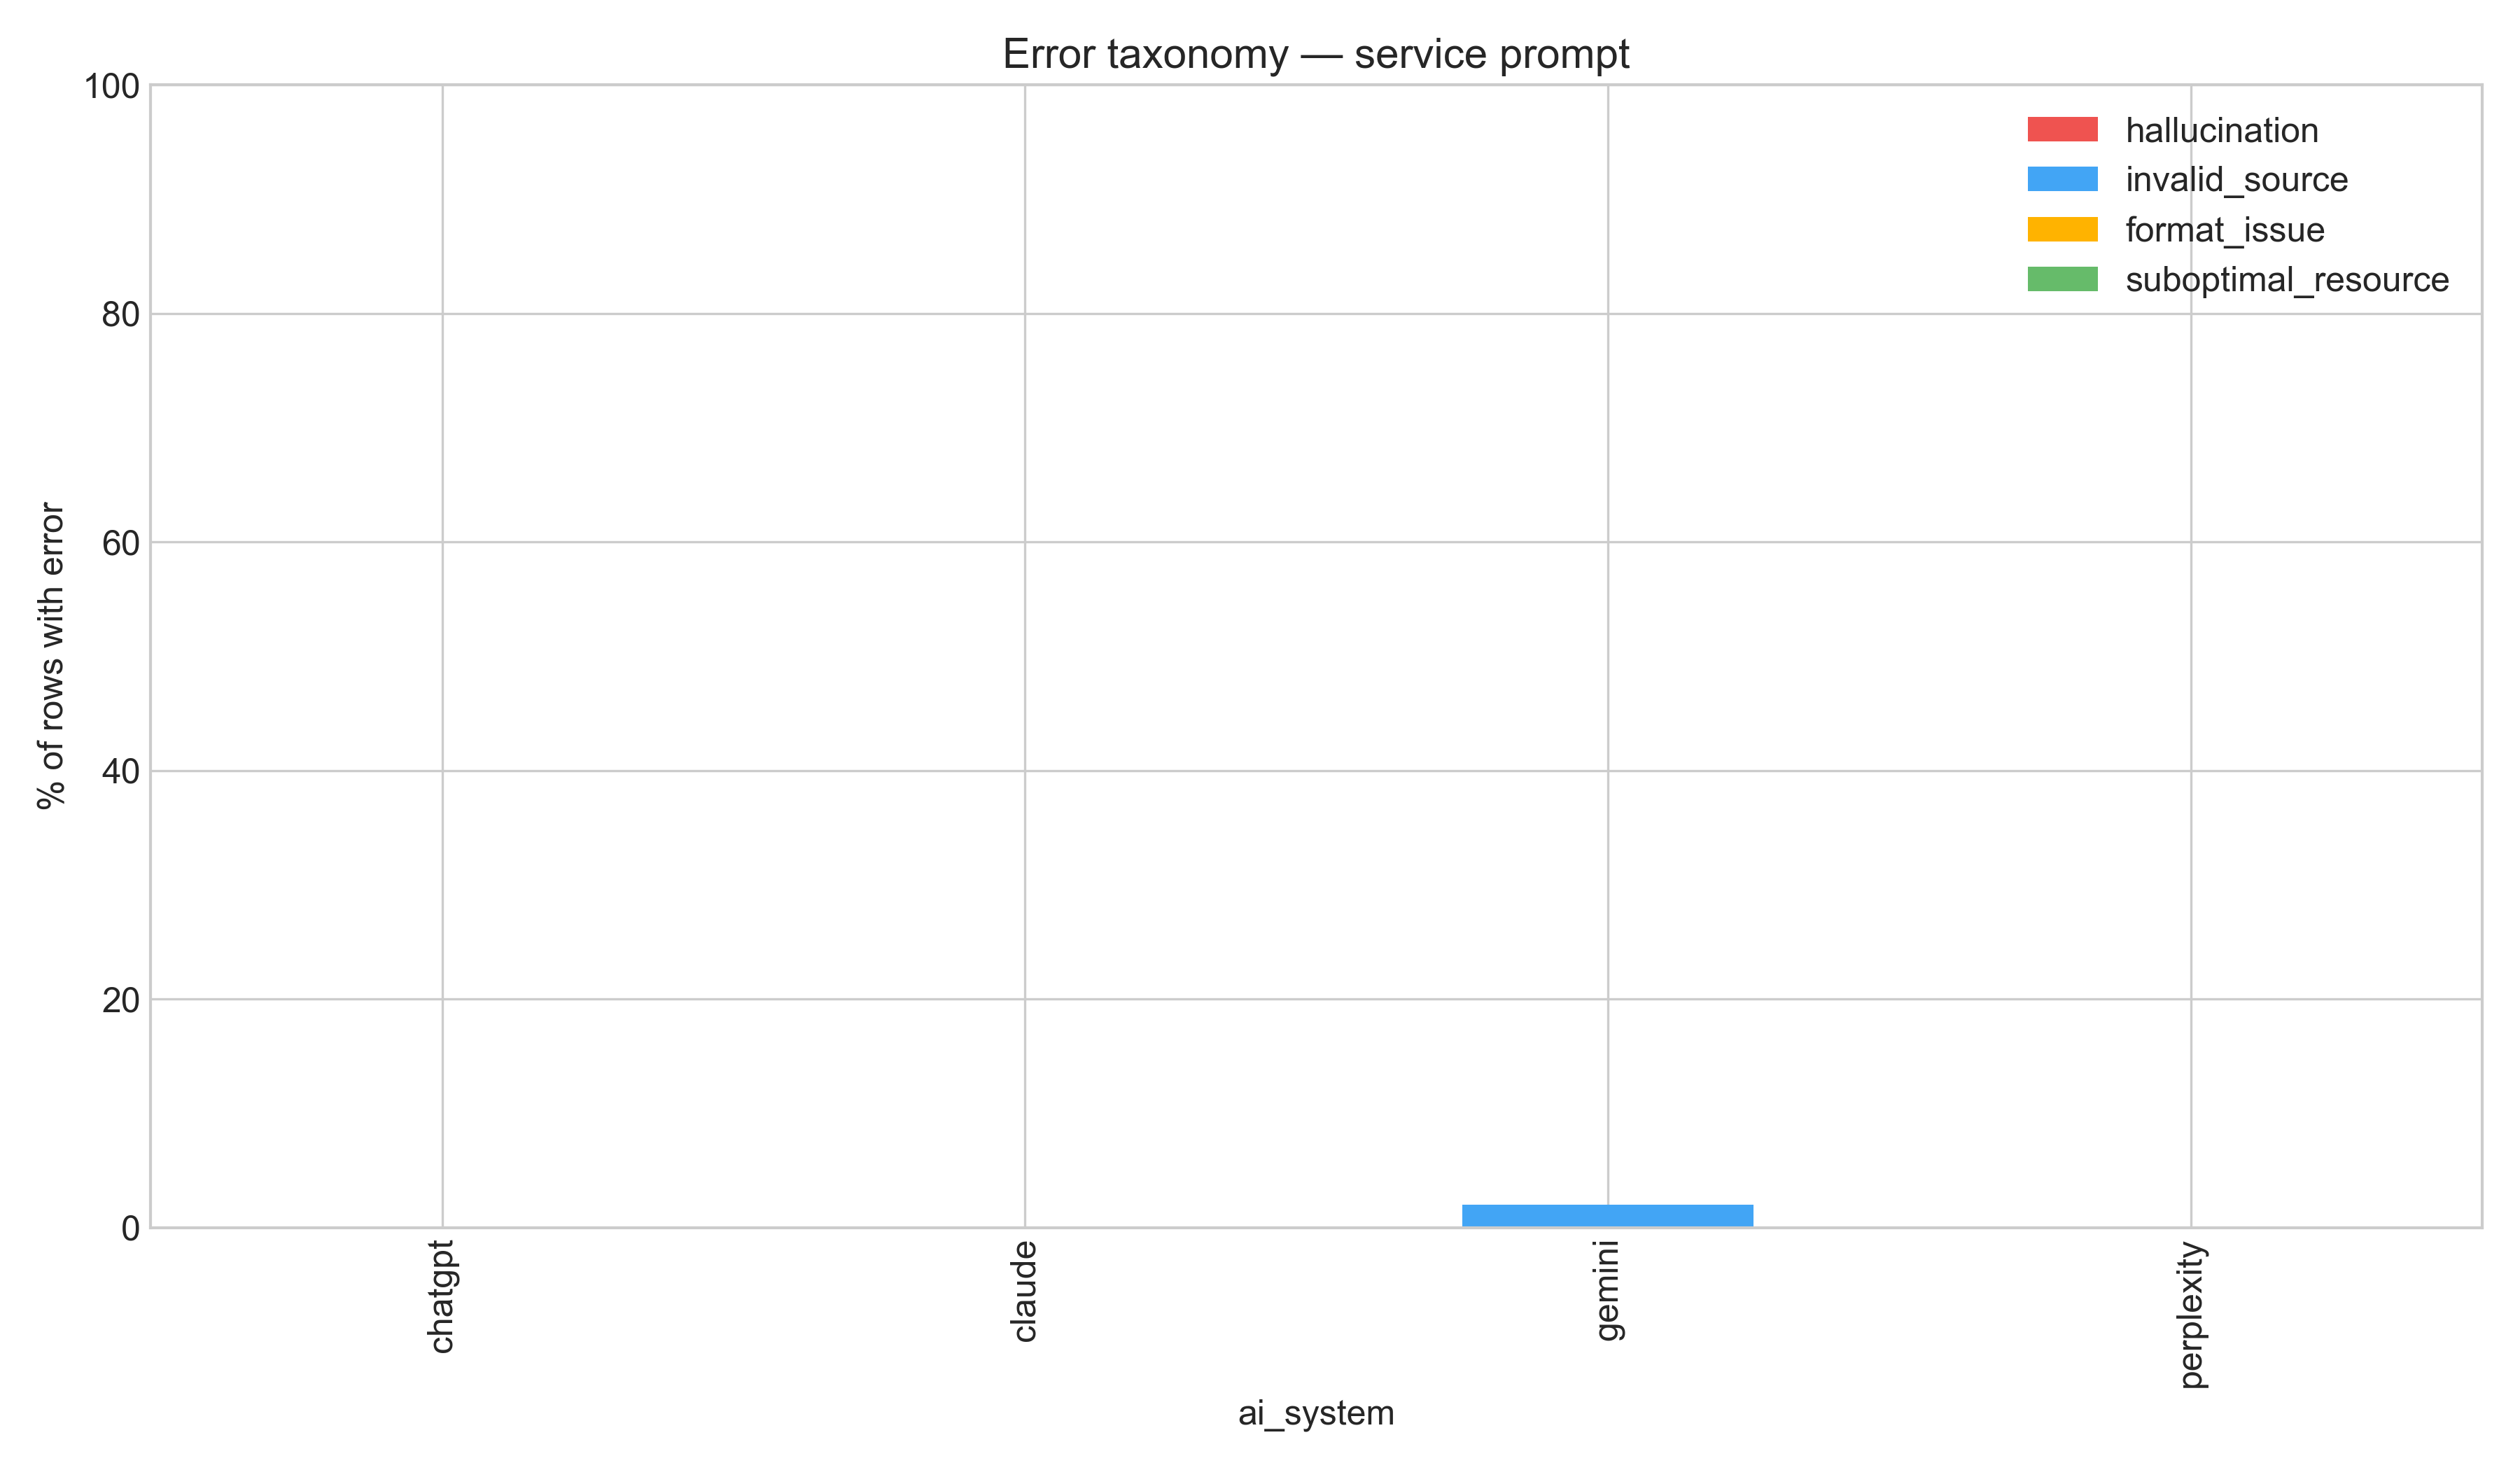 Error taxonomy — service prompt
100
80
60
40
20
0
% of rows with error
hallucination
invalid_source
format_issue
suboptimal_resource
chatgpt
claude
gemini
perplexity
ai_system